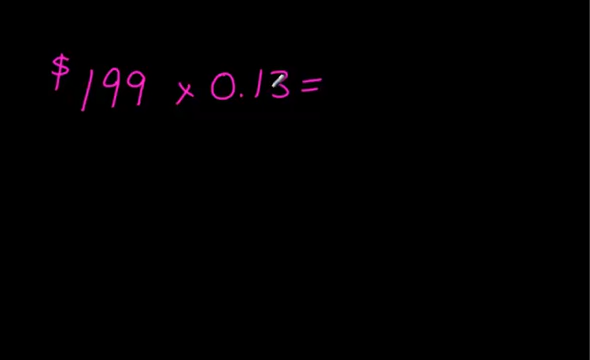 $199 × 0.13 =